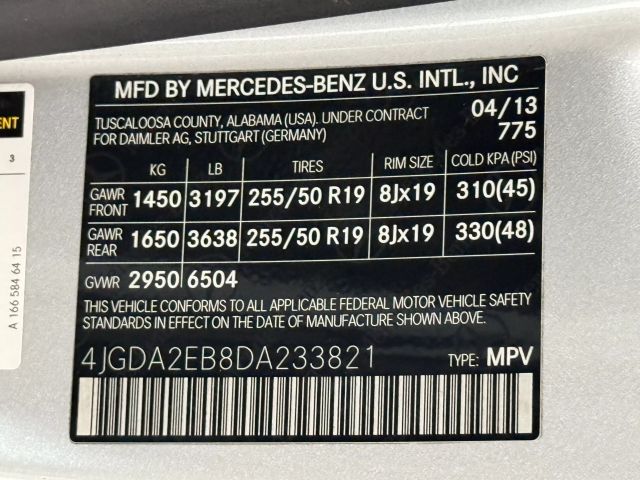 ENT
3
A 166 584 64 15
MFD BY MERCEDES-BENZ U.S. INTL., INC
TUSCALOOSA COUNTY, ALABAMA (USA). UNDER CONTRACT 04/13
FOR DAIMLER AG, STUTTGART (GERMANY) 775
KG LB TIRES RIM SIZE COLD KPA (PSI)
GAWR FRONT 1450 3197 255/50 R19 8Jx19 310(45)
GAWR REAR 1650 3638 255/50 R19 8Jx19 330(48)
GVWR 2950 6504
THIS VEHICLE CONFORMS TO ALL APPLICABLE FEDERAL MOTOR VEHICLE SAFETY
STANDARDS IN EFFECT ON THE DATE OF MANUFACTURE SHOWN ABOVE.
4JGDA2EB8DA233821 TYPE: MPV